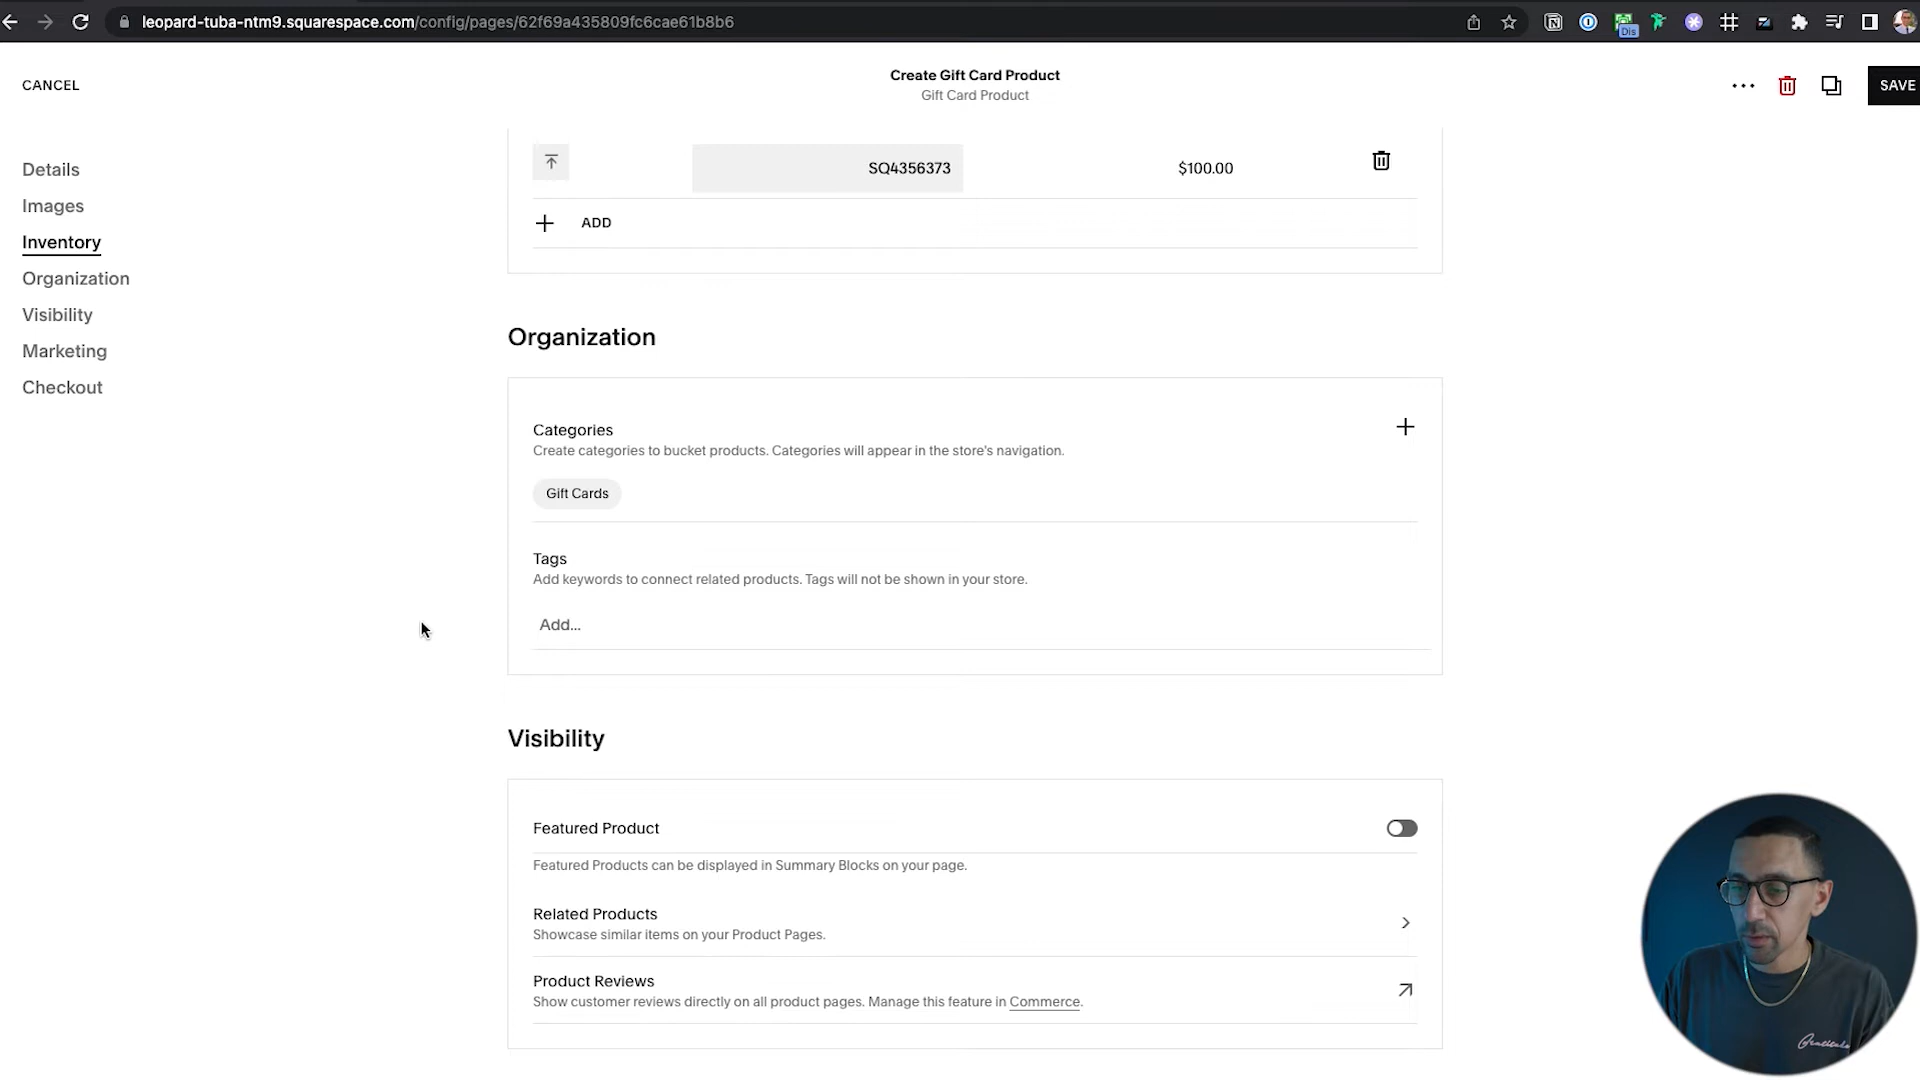 leopard-tuba-ntm9.squarespace.com/config/pages/62f69a435809fc6cae61b8b6
Dis
CANCEL
Create Gift Card Product
Gift Card Product
SAVE
Details
Images
Inventory
Organization
Visibility
Marketing
Checkout
SQ4356373
$100.00
ADD
Organization
Categories
Create categories to bucket products. Categories will appear in the store's navigation.
Gift Cards
Tags
Add keywords to connect related products. Tags will not be shown in your store.
Add...
Visibility
Featured Product
Featured Products can be displayed in Summary Blocks on your page.
Related Products
Showcase similar items on your Product Pages.
Product Reviews
Show customer reviews directly on all product pages. Manage this feature in Commerce.